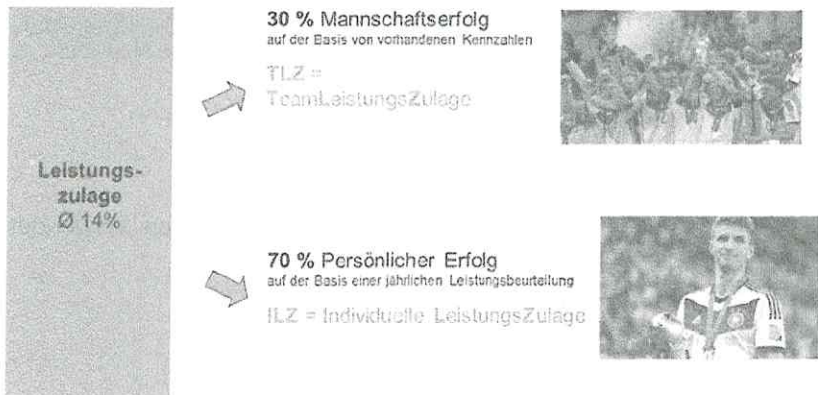 30 % Mannschaftserfolg
auf der Basis von vorhandenen Kennzahlen
TLZ =
TeamLeistungsZulage
Leistungs-
zulage
Ø 14%
70 % Persönlicher Erfolg
auf der Basis einer jährlichen Leistungsbeurteilung
ILZ = Individuelle LeistungsZulage